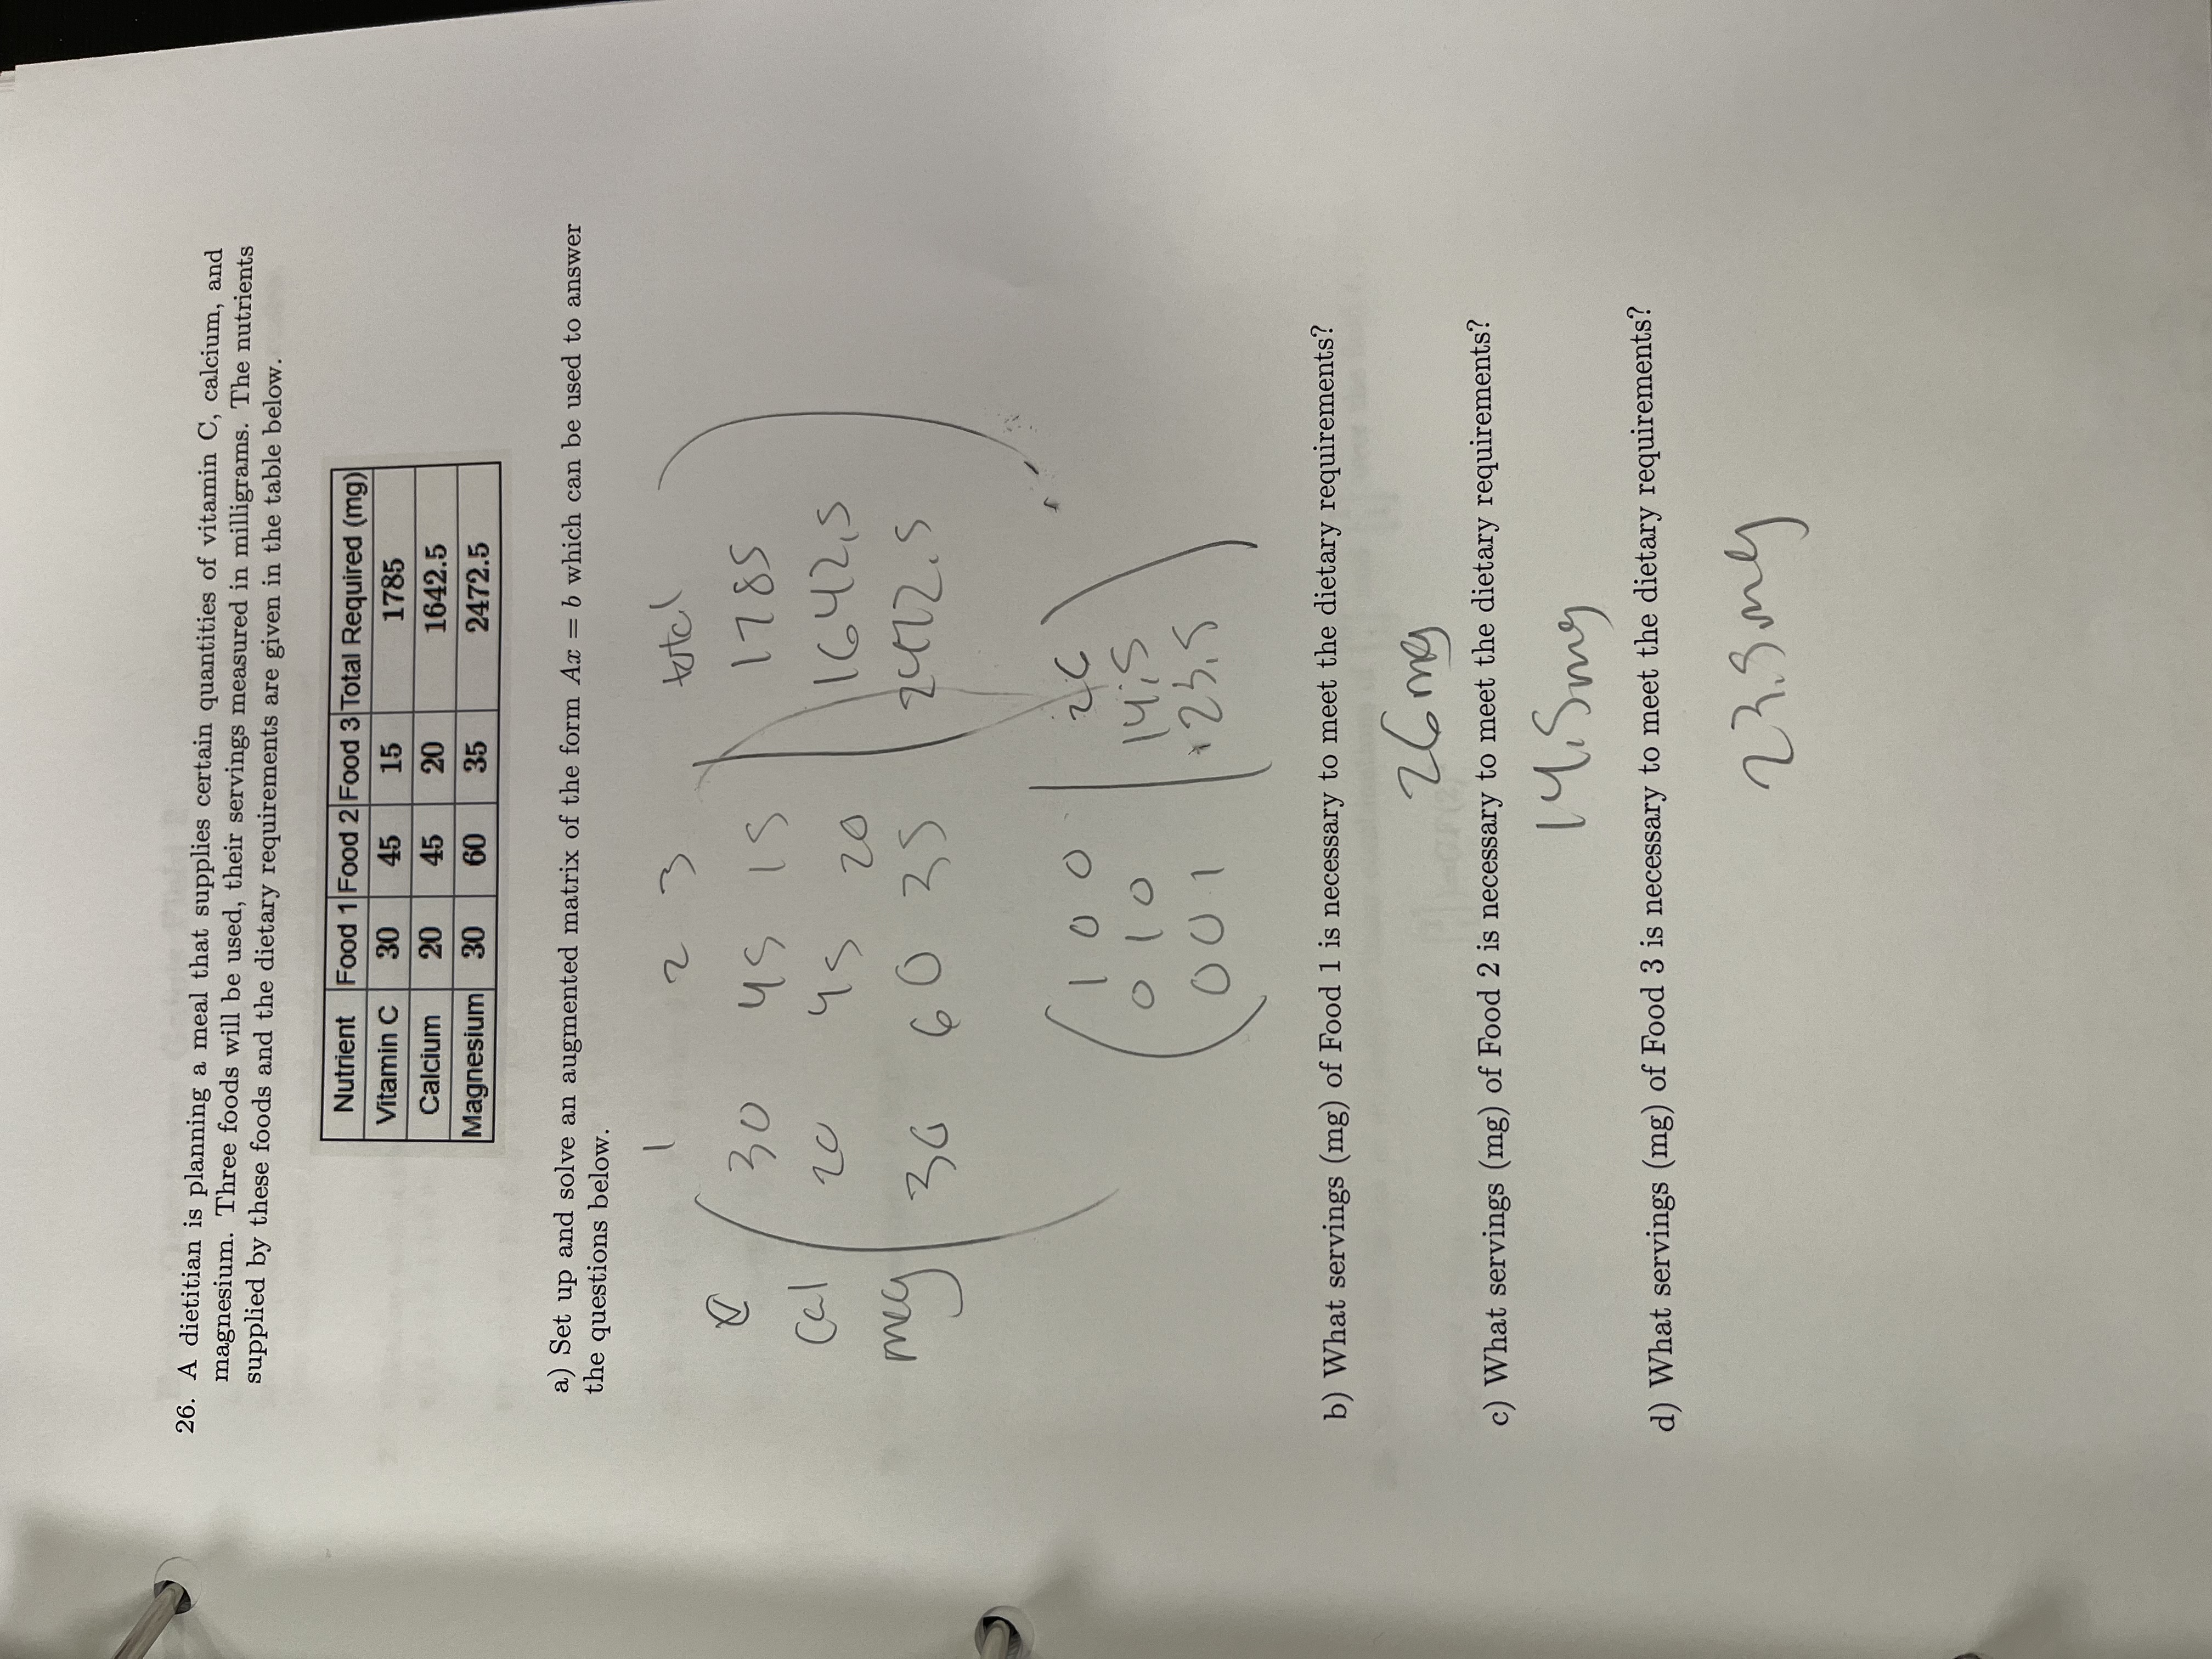 26. A dietitian is planning a meal that supplies certain quantities of vitamin C, calcium, and
magnesium. Three foods will be used, their servings measured in milligrams. The nutrients
supplied by these foods and the dietary requirements are given in the table below.
Nutrient Food 1 Food 2 Food 3 Total Required (mg)
Vitamin C 30 45 15 1785
Calcium 20 45 20 1642.5
Magnesium 30 60 35 2472.5
a) Set up and solve an augmented matrix of the form Ax = b which can be used to answer
the questions below.
1 2 3 total
C 30 45 15 1785
Cal 20 45 20 1642.5
meg 30 60 35 2472.5
1 0 0 26
0 1 0 14.5
0 0 1 23.5
b) What servings (mg) of Food 1 is necessary to meet the dietary requirements?
26mg
c) What servings (mg) of Food 2 is necessary to meet the dietary requirements?
14.5mg
d) What servings (mg) of Food 3 is necessary to meet the dietary requirements?
23.5mg